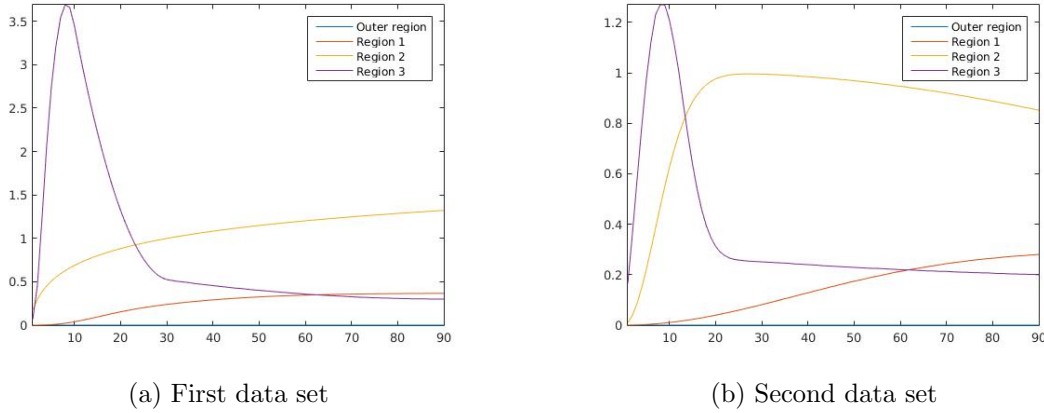 3.5
3
2.5
2
1.5
1
0.5
0
10 20 30 40 50 60 70 80 90
Outer region
Region 1
Region 2
Region 3
(a) First data set
1.2
1
0.8
0.6
0.4
0.2
0
10 20 30 40 50 60 70 80 90
Outer region
Region 1
Region 2
Region 3
(b) Second data set